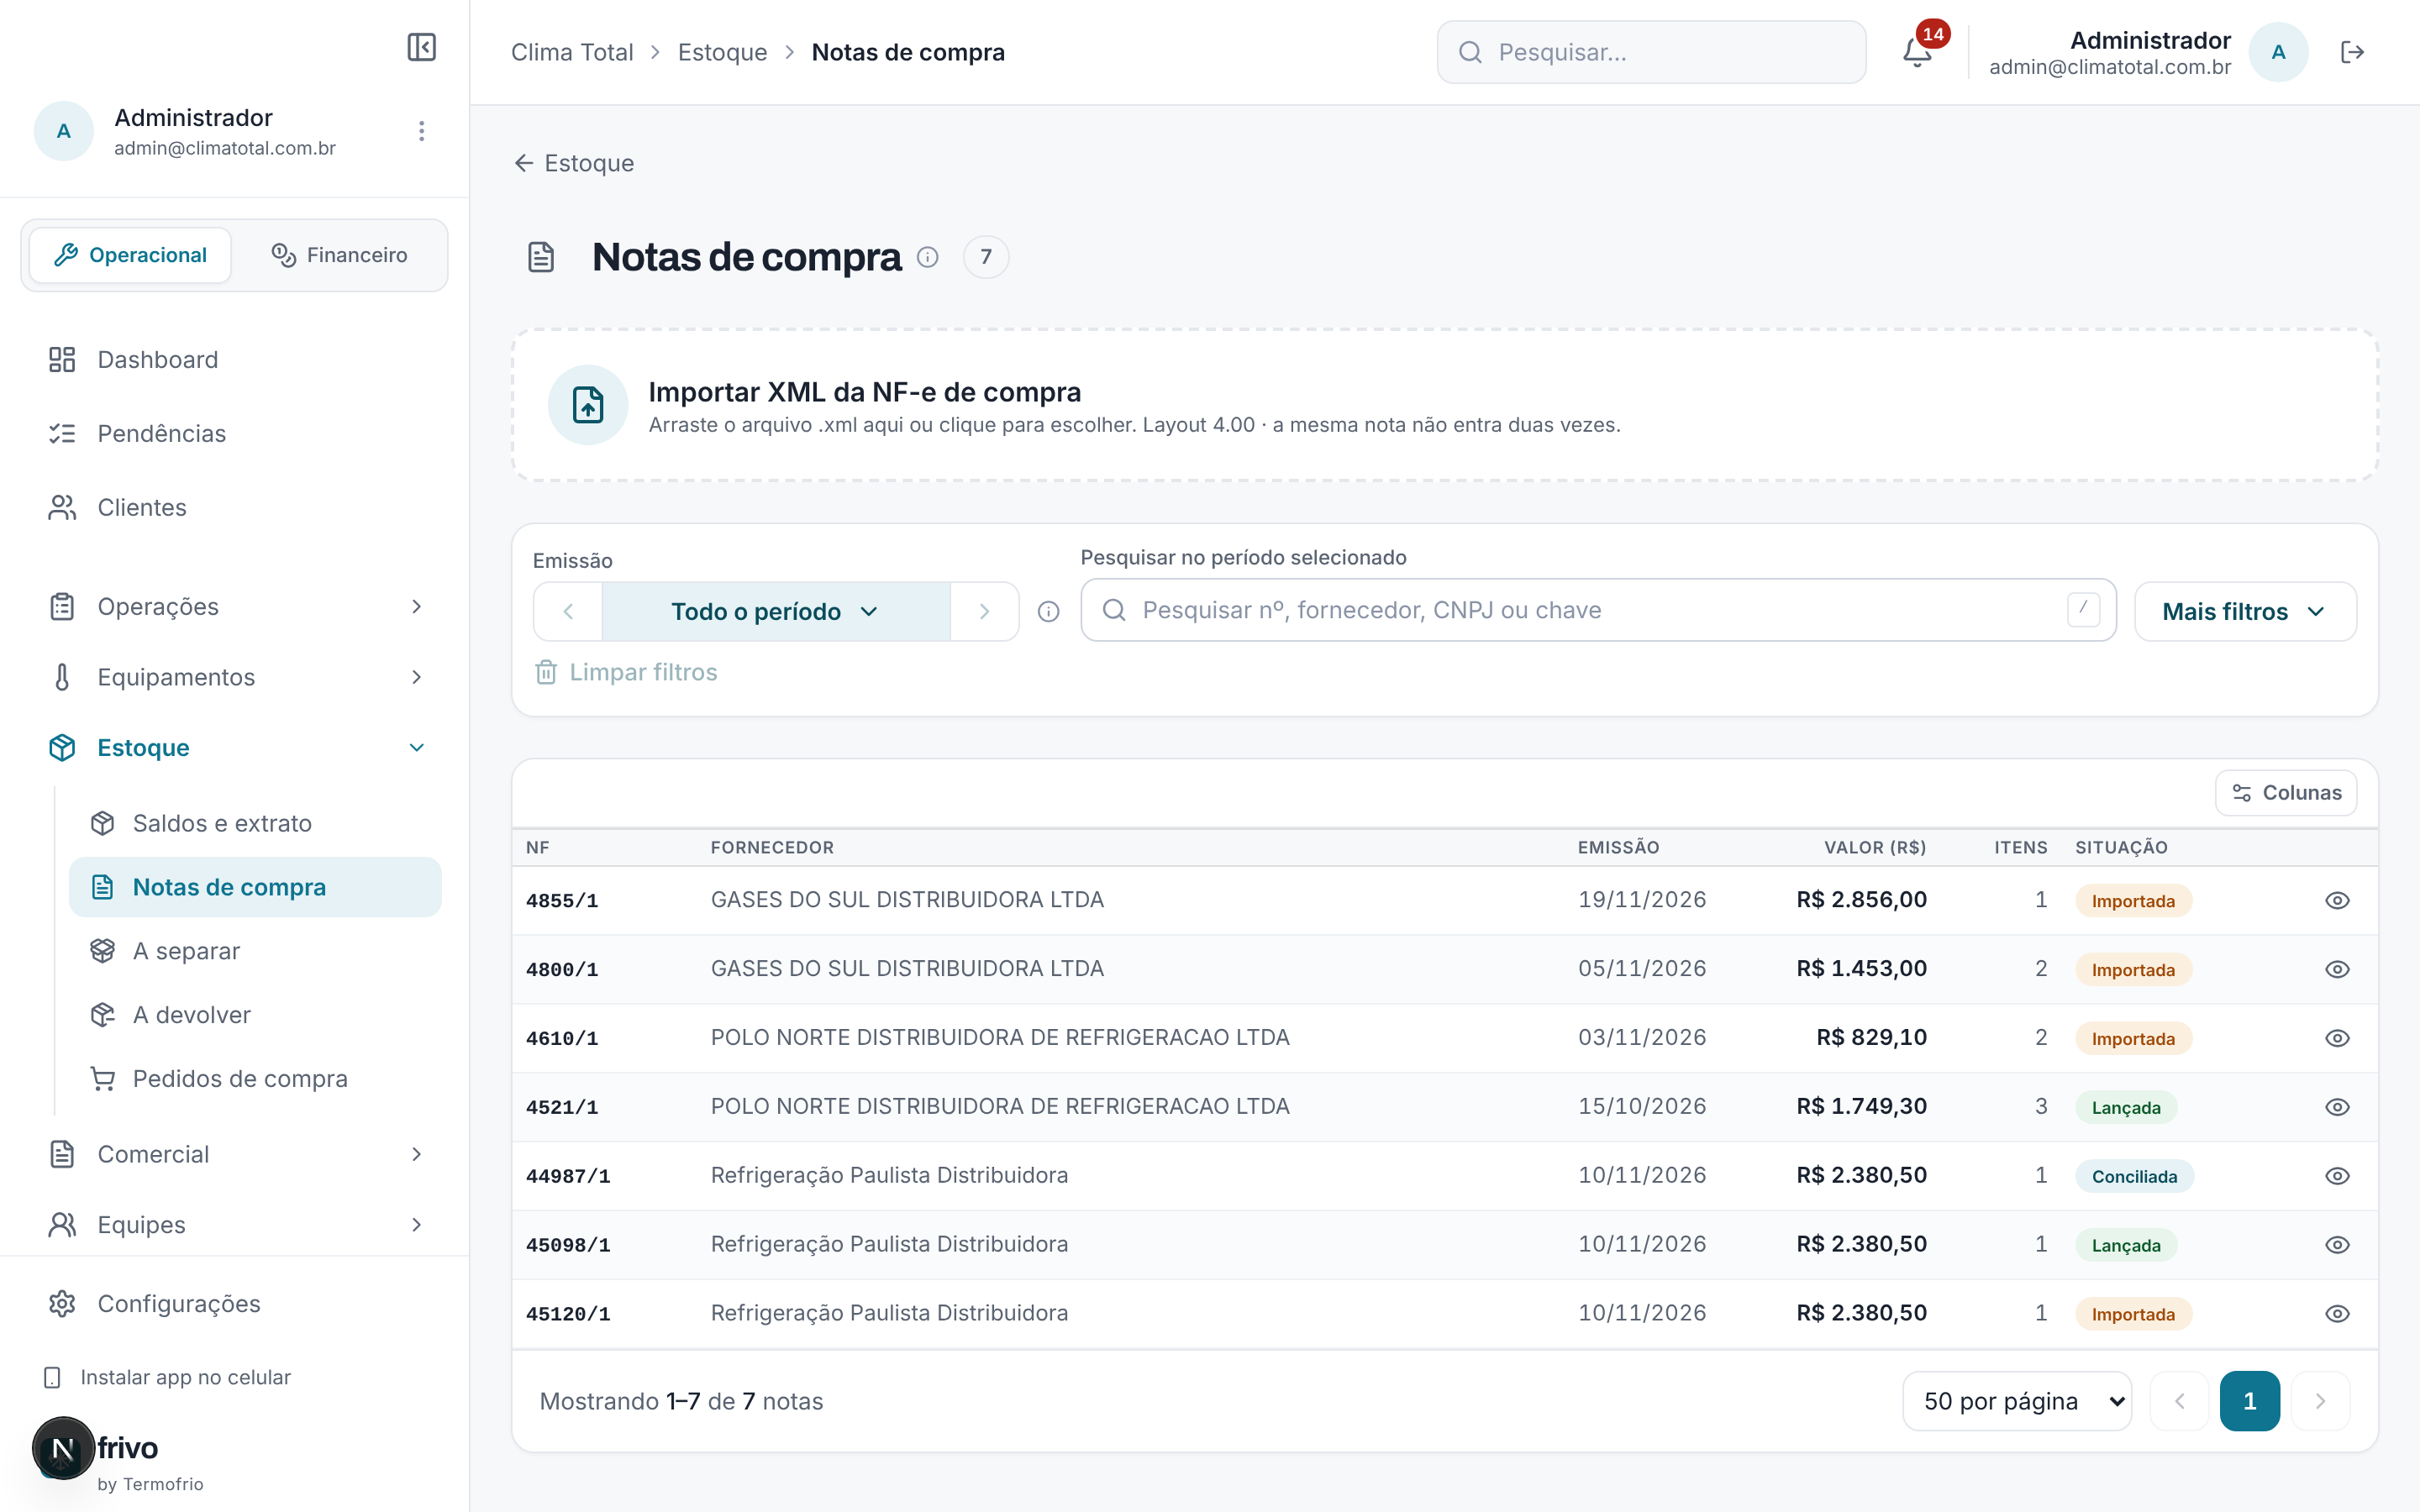 A
Administrador
admin@climatotal.com.br
Operacional
Financeiro
Dashboard
Pendências
Clientes
Operações
Equipamentos
Estoque
Saldos e extrato
Notas de compra
A separar
A devolver
Pedidos de compra
Comercial
Equipes
Configurações
Instalar app no celular
N frivo
by Termofrio
Clima Total > Estoque > Notas de compra
Pesquisar...
14
Administrador
admin@climatotal.com.br
A
← Estoque
Notas de compra 7
Importar XML da NF-e de compra
Arraste o arquivo .xml aqui ou clique para escolher. Layout 4.00 · a mesma nota não entra duas vezes.
Emissão
Todo o período
Pesquisar no período selecionado
Pesquisar nº, fornecedor, CNPJ ou chave /
Mais filtros
Limpar filtros
Colunas
NF FORNECEDOR EMISSÃO VALOR (R$) ITENS SITUAÇÃO
4855/1 GASES DO SUL DISTRIBUIDORA LTDA 19/11/2026 R$ 2.856,00 1 Importada
4800/1 GASES DO SUL DISTRIBUIDORA LTDA 05/11/2026 R$ 1.453,00 2 Importada
4610/1 POLO NORTE DISTRIBUIDORA DE REFRIGERACAO LTDA 03/11/2026 R$ 829,10 2 Importada
4521/1 POLO NORTE DISTRIBUIDORA DE REFRIGERACAO LTDA 15/10/2026 R$ 1.749,30 3 Lançada
44987/1 Refrigeração Paulista Distribuidora 10/11/2026 R$ 2.380,50 1 Conciliada
45098/1 Refrigeração Paulista Distribuidora 10/11/2026 R$ 2.380,50 1 Lançada
45120/1 Refrigeração Paulista Distribuidora 10/11/2026 R$ 2.380,50 1 Importada
Mostrando 1–7 de 7 notas
50 por página
1